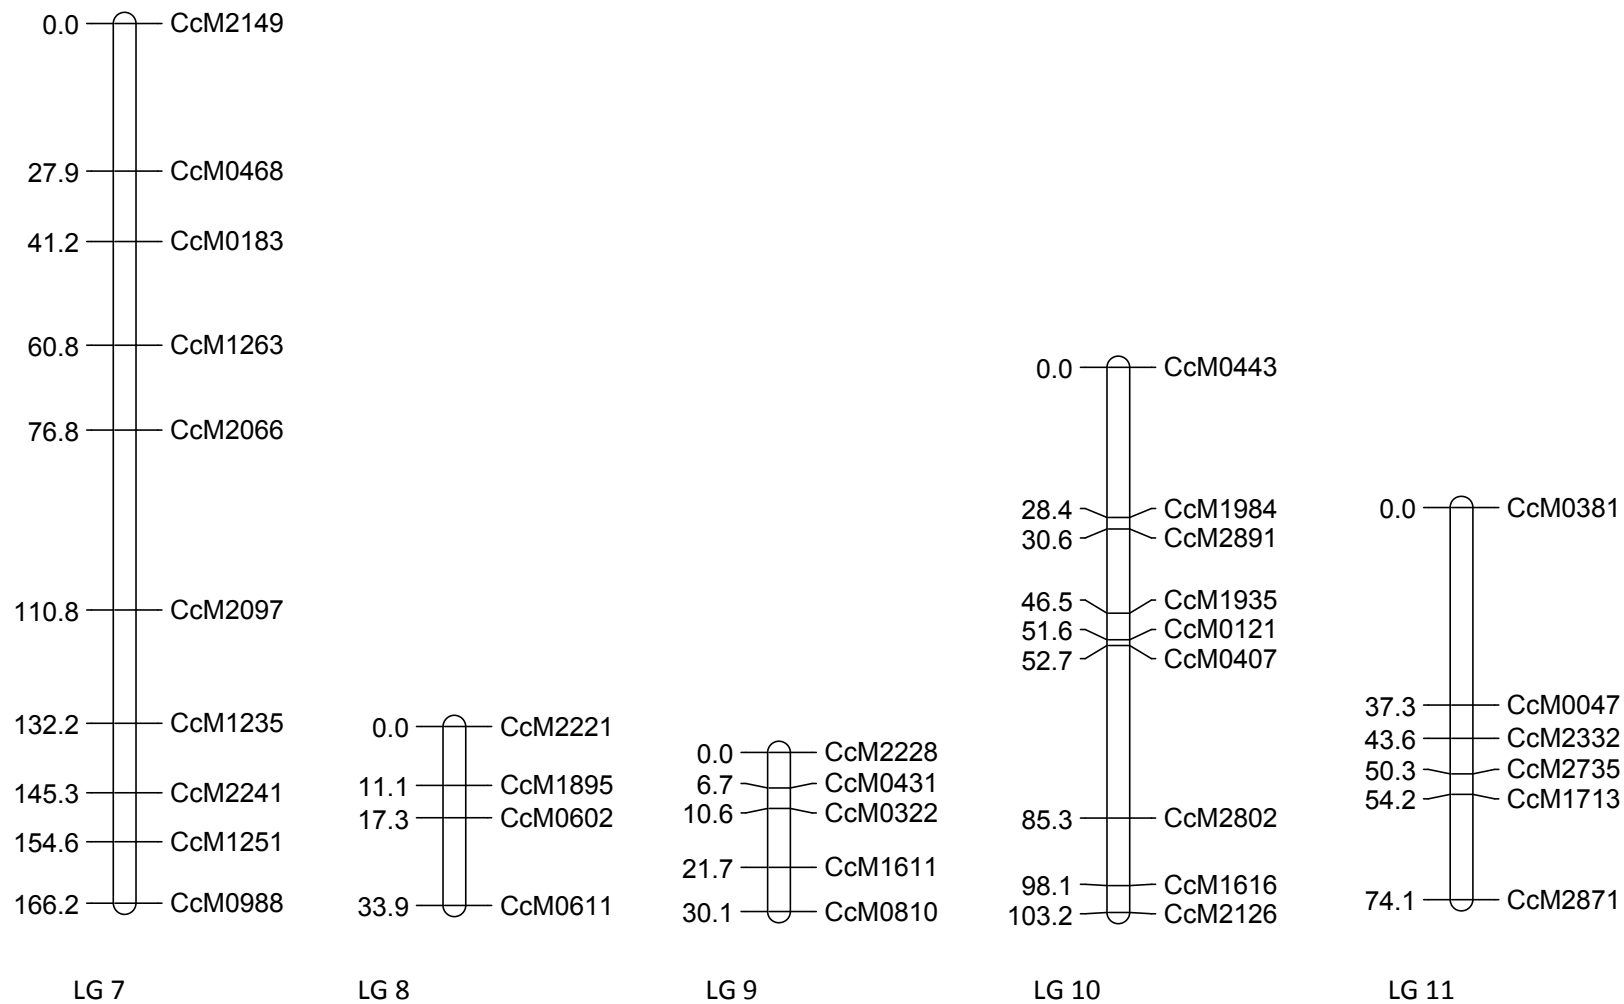 0.0 CcM2149
27.9 CcM0468
41.2 CcM0183
60.8 CcM1263
76.8 CcM2066
110.8 CcM2097
132.2 CcM1235
145.3 CcM2241
154.6 CcM1251
166.2 CcM0988
LG 7
0.0 CcM2221
11.1 CcM1895
17.3 CcM0602
33.9 CcM0611
LG 8
0.0 CcM2228
6.7 CcM0431
10.6 CcM0322
21.7 CcM1611
30.1 CcM0810
LG 9
0.0 CcM0443
28.4 CcM1984
30.6 CcM2891
46.5 CcM1935
51.6 CcM0121
52.7 CcM0407
85.3 CcM2802
98.1 CcM1616
103.2 CcM2126
LG 10
0.0 CcM0381
37.3 CcM0047
43.6 CcM2332
50.3 CcM2735
54.2 CcM1713
74.1 CcM2871
LG 11